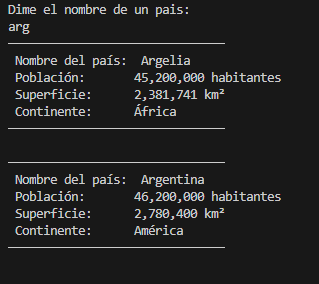 Dime el nombre de un pais:
arg
Nombre del país: Argelia
Población: 45,200,000 habitantes
Superficie: 2,381,741 km²
Continente: África
Nombre del país: Argentina
Población: 46,200,000 habitantes
Superficie: 2,780,400 km²
Continente: América